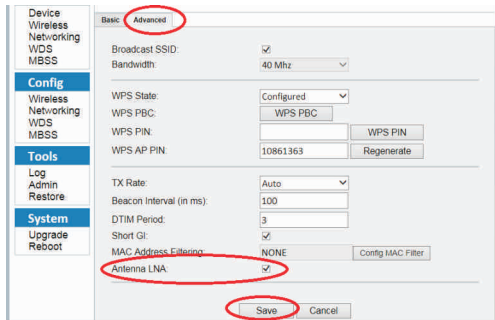 Device
Wireless
Networking
WDS
MBSS
Config
Wireless
Networking
WDS
MBSS
Tools
Log
Admin
Restore
System
Upgrade
Reboot
Basic Advanced
Broadcast SSID:
Bandwidth: 40 Mhz
WPS State: Configured
WPS PBC: WPS PBC
WPS PIN: WPS PIN
WPS AP PIN: 10861363 Regenerate
TX Rate: Auto
Beacon Interval (in ms): 100
DTIM Period: 3
Short GI:
MAC Address Filtering: NONE Config MAC Filter
Antenna LNA:
Save Cancel